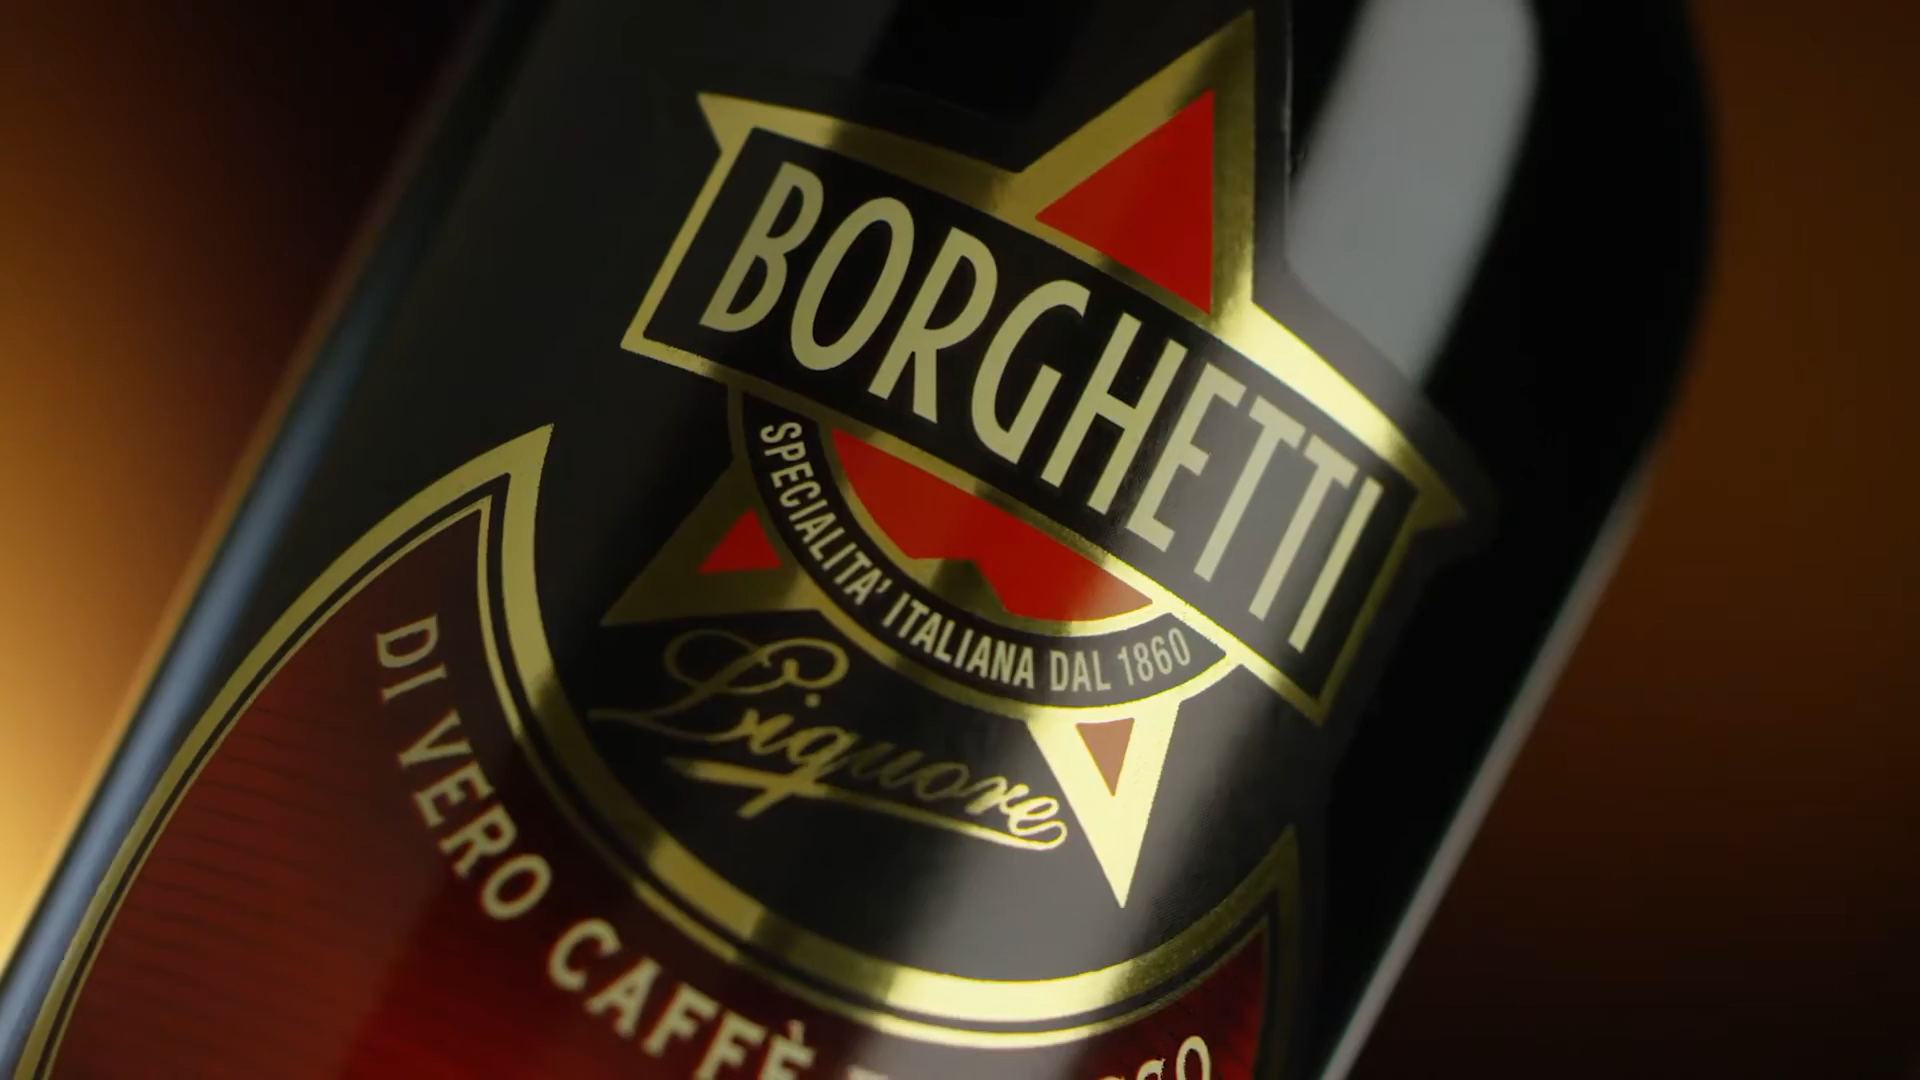 BORGHETTI
SPECIALITA' ITALIANA DAL 1860
Liquore
DI VERO CAFFÈ